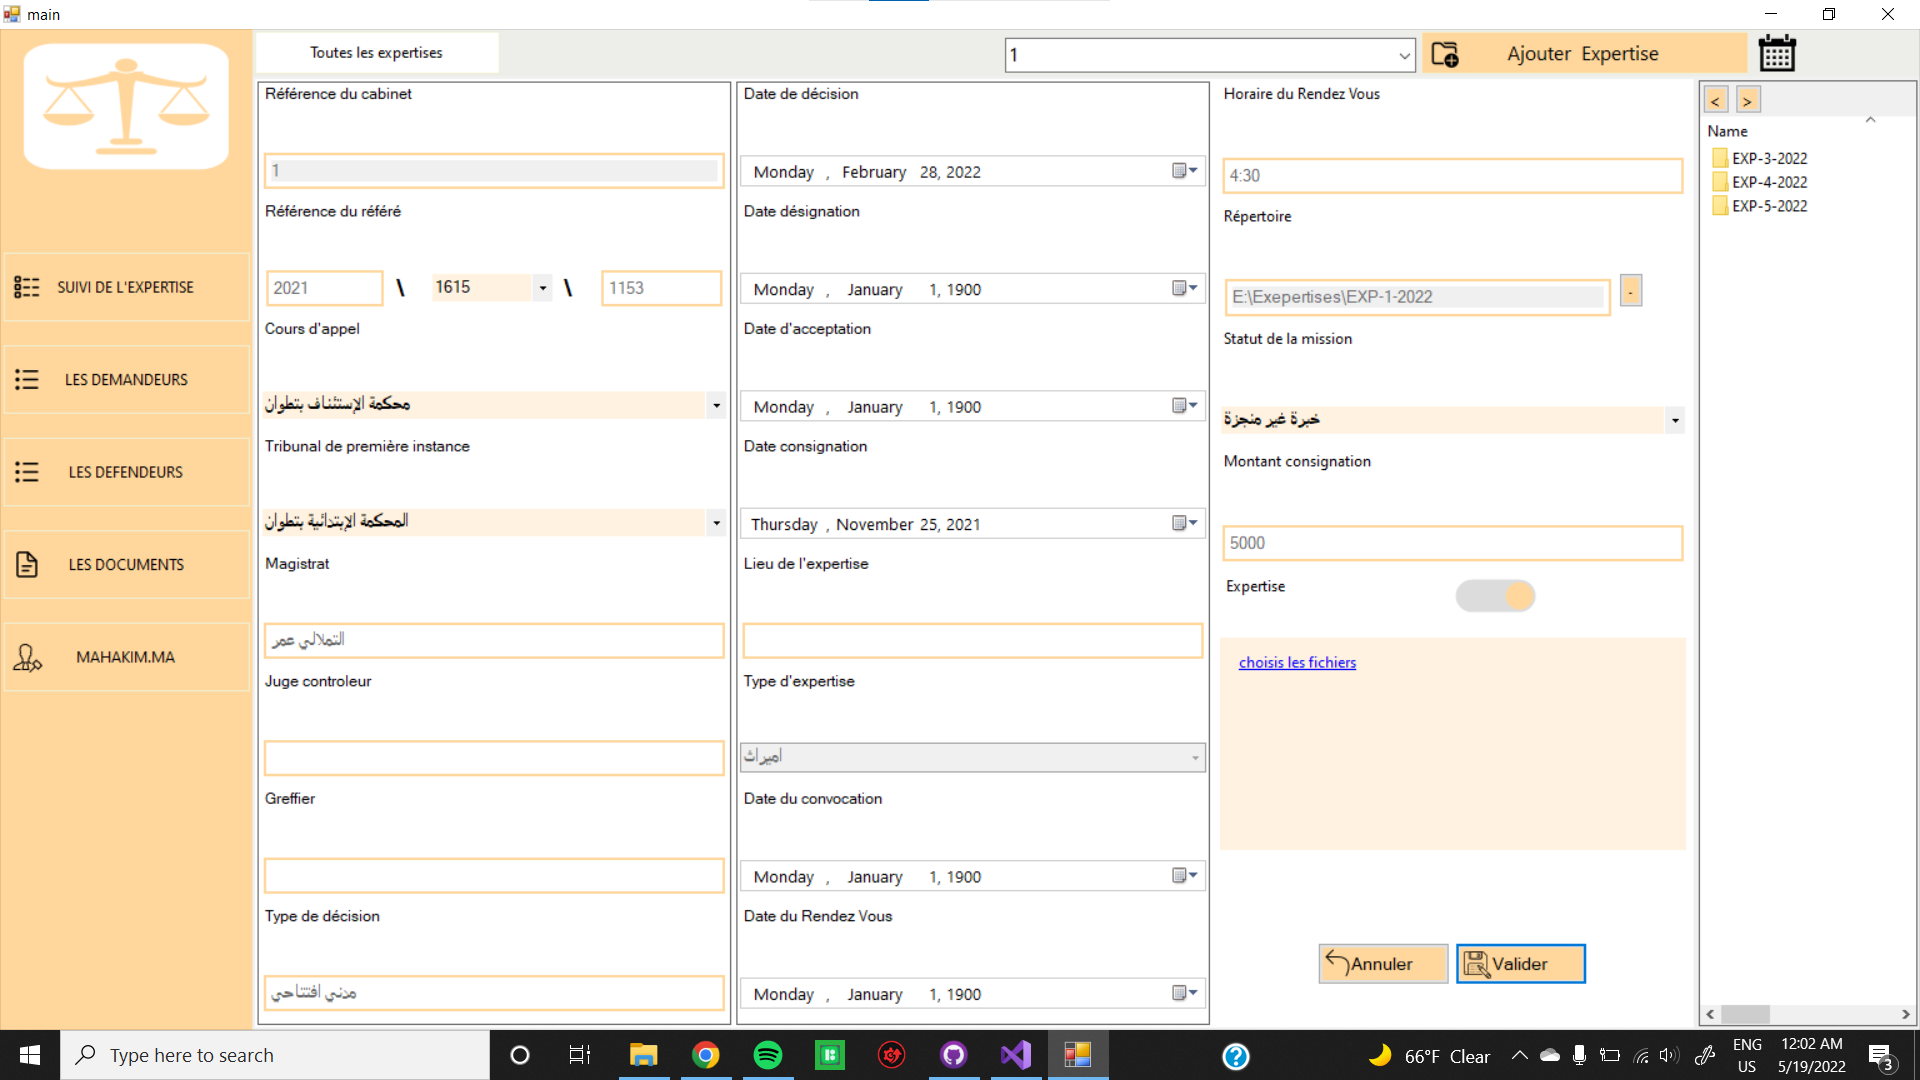 main
Toutes les expertises
1
Ajouter Expertise
SUIVI DE L'EXPERTISE
LES DEMANDEURS
LES DEFENDEURS
LES DOCUMENTS
MAHAKIM.MA
Référence du cabinet
1
Référence du référé
2021 \ 1615 \ 1153
Cours d'appel
محكمة الإستئناف بتطوان
Tribunal de première instance
المحكمة الإبتدائية بتطوان
Magistrat
التملالي عمر
Juge controleur
Greffier
Type de décision
مدني افتتاحي
Date de décision
Monday , February 28, 2022
Date désignation
Monday , January 1, 1900
Date d'acceptation
Monday , January 1, 1900
Date consignation
Thursday , November 25, 2021
Lieu de l'expertise
Type d'expertise
اميراث
Date du convocation
Monday , January 1, 1900
Date du Rendez Vous
Monday , January 1, 1900
Horaire du Rendez Vous
4:30
Répertoire
E:\Exepertises\EXP-1-2022
.
Statut de la mission
خبرة غير منجزة
Montant consignation
5000
Expertise
choisis les fichiers
Annuler
Valider
< >
Name
EXP-3-2022
EXP-4-2022
EXP-5-2022
Type here to search
66°F Clear
ENG
US
12:02 AM
5/19/2022
3